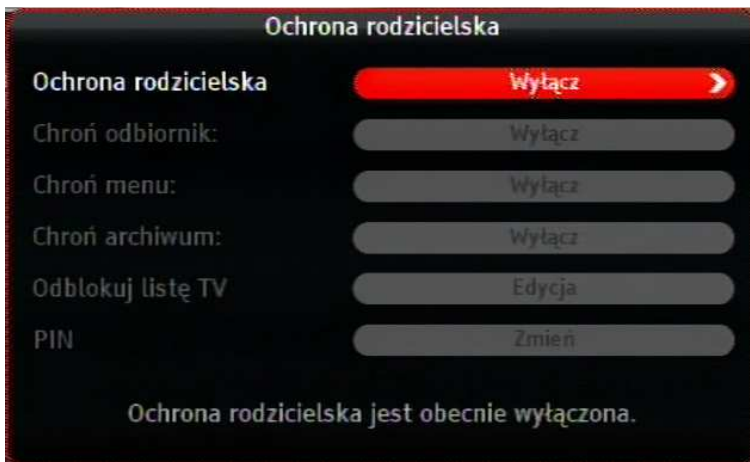 Ochrona rodzicielska
Ochrona rodzicielska Wyłącz
Chroń odbiornik: Wyłącz
Chroń menu: Wyłącz
Chroń archiwum: Wyłącz
Odblokuj listę TV Edycja
PIN Zmień
Ochrona rodzicielska jest obecnie wyłączona.